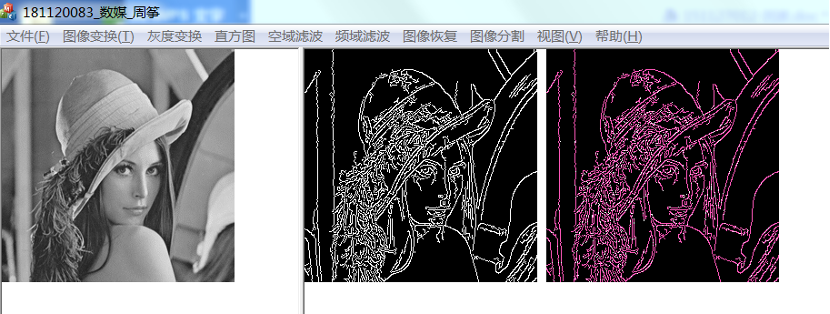 181120083_数媒_周筝
文件(F) 图像变换(T) 灰度变换 直方图 空域滤波 频域滤波 图像恢复 图像分割 视图(V) 帮助(H)